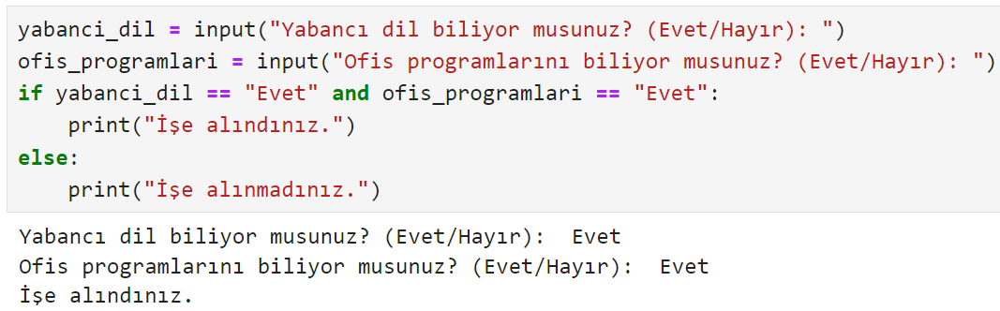 yabanci_dil = input("Yabancı dil biliyor musunuz? (Evet/Hayır): ")
ofis_programlari = input("Ofis programlarını biliyor musunuz? (Evet/Hayır): ")
if yabanci_dil == "Evet" and ofis_programlari == "Evet":
    print("İşe alındınız.")
else:
    print("İşe alınmadınız.")
Yabancı dil biliyor musunuz? (Evet/Hayır):  Evet
Ofis programlarını biliyor musunuz? (Evet/Hayır):  Evet
İşe alındınız.